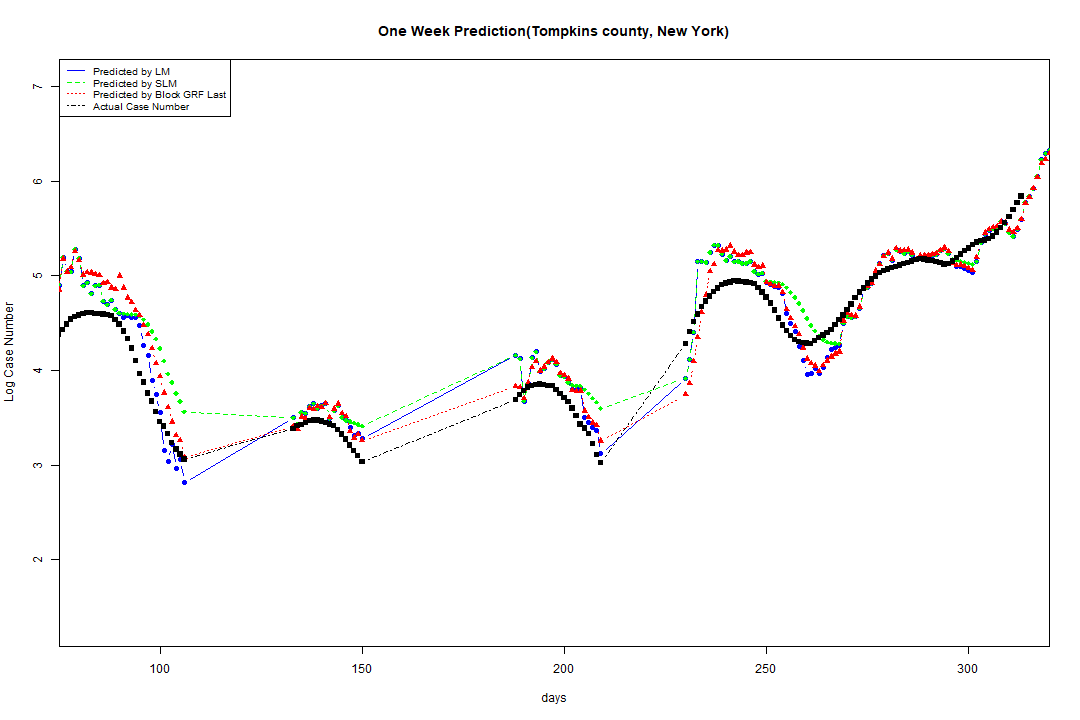 One Week Prediction(Tompkins county, New York)
Predicted by LM
Predicted by SLM
Predicted by Block GRF Last
Actual Case Number
7
6
5
4
3
2
Log Case Number
100 150 200 250 300
days